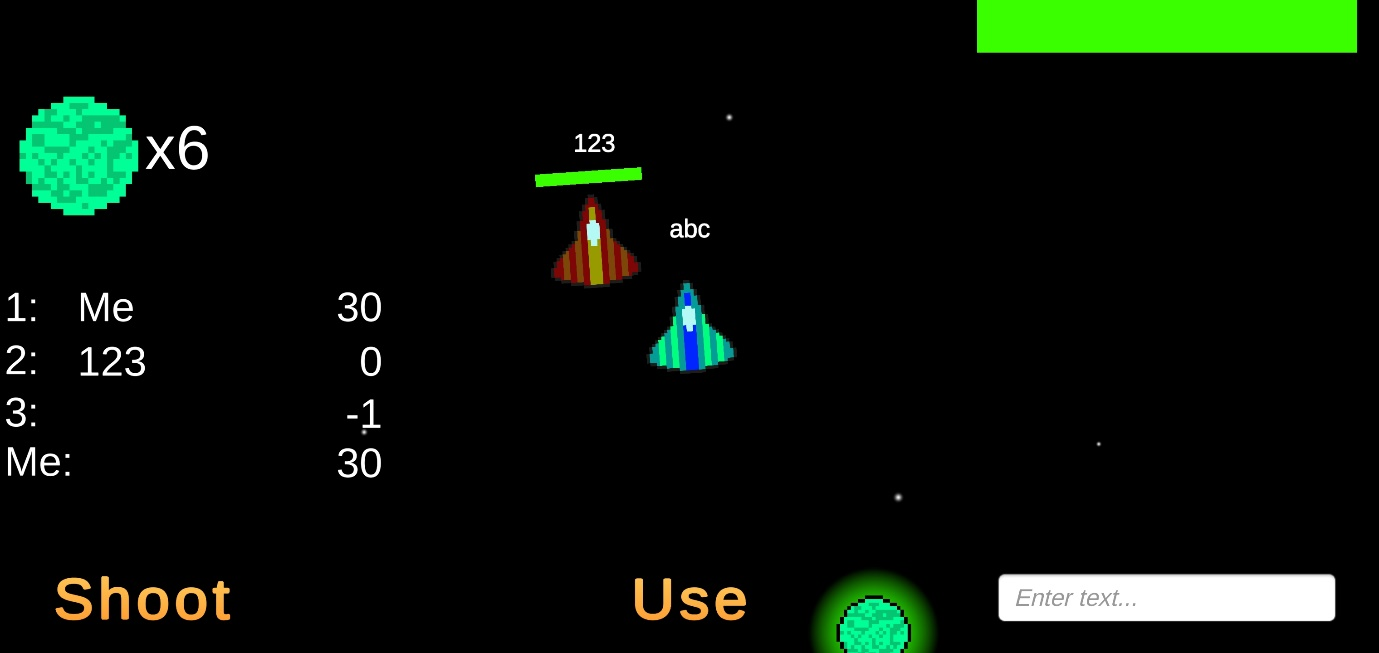 x6
123
abc
1: Me 30
2: 123 0
3: -1
Me: 30
Shoot
Use
Enter text...